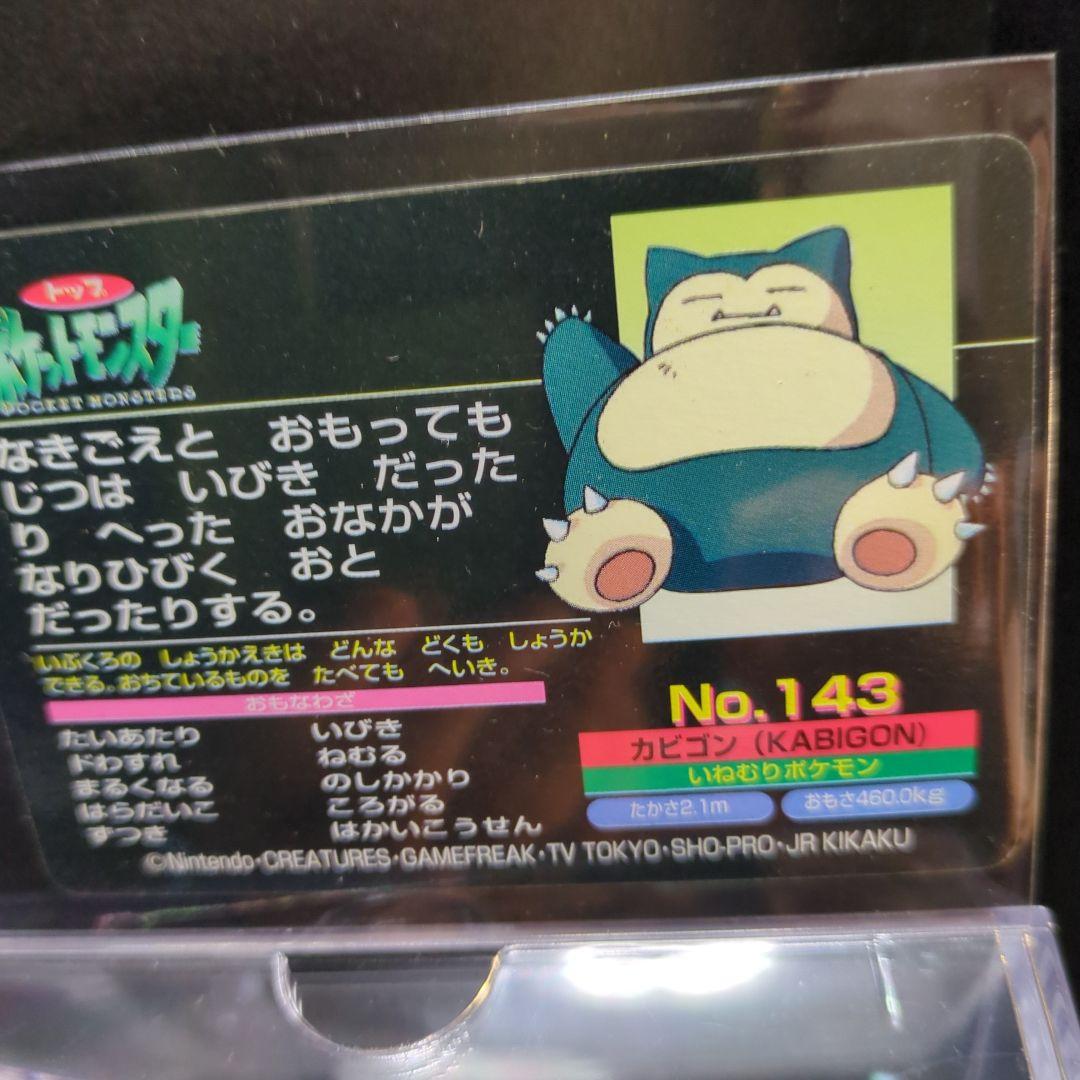 トップ
ポケットモンスター
POCKET MONSTERS
なきごえと　おもっても
じつは　いびき　だった
り　へった　おなかが
なりひびく　おと
だったりする。
いぶくろの　しょうかえきは　どんな　どくも　しょうか
できる。おちているものを　たべても　へいき。
おもなわざ
たいあたり　いびき
ドわすれ　ねむる
まるくなる　のしかかり
はらだいこ　ころがる
ずつき　はかいこうせん
No.143
カビゴン（KABIGON）
いねむりポケモン
たかさ2.1m　おもさ460.0kg
©Nintendo・CREATURES・GAMEFREAK・TV TOKYO・SHO-PRO・JR KIKAKU